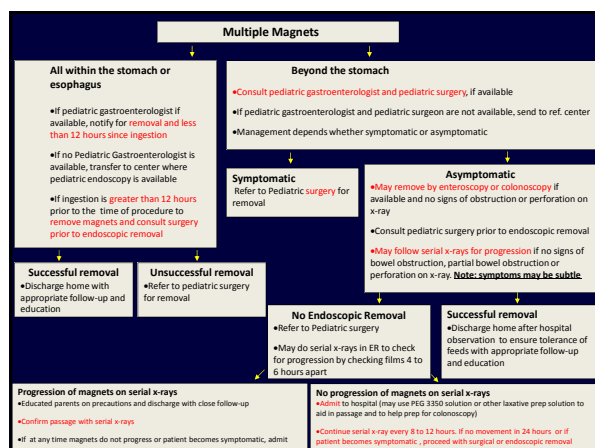 Multiple Magnets
All within the stomach or
esophagus
•If pediatric gastroenterologist if
available, notify for removal and less
than 12 hours since ingestion
•If no Pediatric Gastroenterologist is
available, transfer to center where
pediatric endoscopy is available
•If ingestion is greater than 12 hours
prior to the time of procedure to
remove magnets and consult surgery
prior to endoscopic removal
Beyond the stomach
•Consult pediatric gastroenterologist and pediatric surgery, if available
•If pediatric gastroenterologist and pediatric surgeon are not available, send to ref. center
•Management depends whether symptomatic or asymptomatic
Symptomatic
Refer to Pediatric surgery for
removal
Asymptomatic
•May remove by enteroscopy or colonoscopy if
available and no signs of obstruction or perforation on
x-ray
•Consult pediatric surgery prior to endoscopic removal
•May follow serial x-rays for progression if no signs of
bowel obstruction, partial bowel obstruction or
perforation on x-ray. Note: symptoms may be subtle
Successful removal
•Discharge home with
appropriate follow-up and
education
Unsuccessful removal
•Refer to pediatric surgery
for removal
No Endoscopic Removal
•Refer to Pediatric surgery
•May do serial x-rays in ER to check
for progression by checking films 4 to
6 hours apart
Successful removal
•Discharge home after hospital
observation to ensure tolerance of
feeds with appropriate follow-up
and education
Progression of magnets on serial x-rays
•Educated parents on precautions and discharge with close follow-up
•Confirm passage with serial x-rays
•If at any time magnets do not progress or patient becomes symptomatic, admit
No progression of magnets on serial x-rays
•Admit to hospital (may use PEG 3350 solution or other laxative prep solution to
aid in passage and to help prep for colonoscopy)
•Continue serial x-ray every 8 to 12 hours. If no movement in 24 hours or if
patient becomes symptomatic , proceed with surgical or endoscopic removal